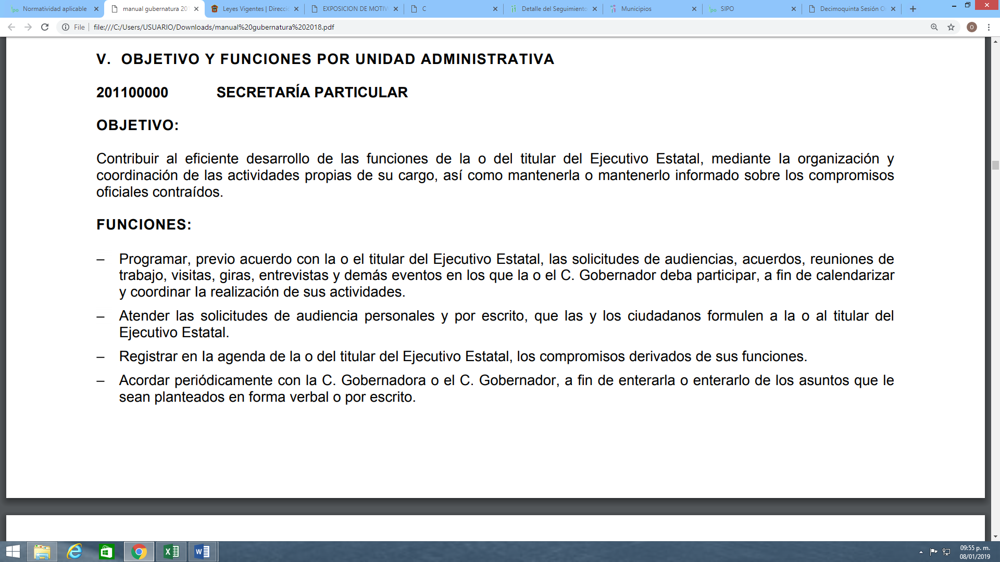 Normatividad aplicable
manual gubernatura 20
Leyes Vigentes | Direcci
EXPOSICION DE MOTIV
C
Detalle del Seguimiento
Municipios
SIPO
Decimoquinta Sesión O
File
file:///C:/Users/USUARIO/Downloads/manual%20gubernatura%202018.pdf
O
V. OBJETIVO Y FUNCIONES POR UNIDAD ADMINISTRATIVA
201100000 SECRETARÍA PARTICULAR
OBJETIVO:
Contribuir al eficiente desarrollo de las funciones de la o del titular del Ejecutivo Estatal, mediante la organización y
coordinación de las actividades propias de su cargo, así como mantenerla o mantenerlo informado sobre los compromisos
oficiales contraídos.
FUNCIONES:
– Programar, previo acuerdo con la o el titular del Ejecutivo Estatal, las solicitudes de audiencias, acuerdos, reuniones de
trabajo, visitas, giras, entrevistas y demás eventos en los que la o el C. Gobernador deba participar, a fin de calendarizar
y coordinar la realización de sus actividades.
– Atender las solicitudes de audiencia personales y por escrito, que las y los ciudadanos formulen a la o al titular del
Ejecutivo Estatal.
– Registrar en la agenda de la o del titular del Ejecutivo Estatal, los compromisos derivados de sus funciones.
– Acordar periódicamente con la C. Gobernadora o el C. Gobernador, a fin de enterarla o enterarlo de los asuntos que le
sean planteados en forma verbal o por escrito.
09:55 p. m.
08/01/2019